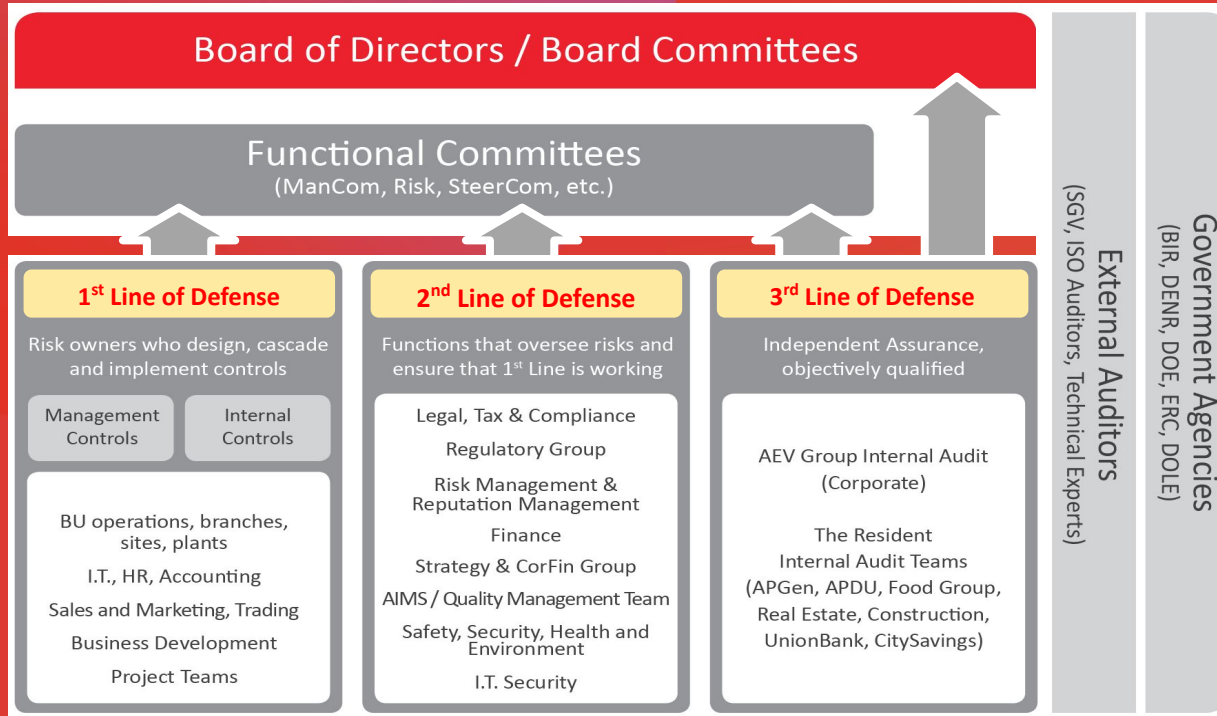 Board of Directors / Board Committees
Functional Committees
(ManCom, Risk, SteerCom, etc.)
1st Line of Defense
Risk owners who design, cascade
and implement controls
Management
Controls
Internal
Controls
BU operations, branches,
sites, plants
I.T., HR, Accounting
Sales and Marketing, Trading
Business Development
Project Teams
2nd Line of Defense
Functions that oversee risks and
ensure that 1st Line is working
Legal, Tax & Compliance
Regulatory Group
Risk Management &
Reputation Management
Finance
Strategy & CorFin Group
AIMS / Quality Management Team
Safety, Security, Health and
Environment
I.T. Security
3rd Line of Defense
Independent Assurance,
objectively qualified
AEV Group Internal Audit
(Corporate)
The Resident
Internal Audit Teams
(APGen, APDU, Food Group,
Real Estate, Construction,
UnionBank, CitySavings)
External Auditors
(SGV, ISO Auditors, Technical Experts)
Government Agencies
(BIR, DENR, DOE, ERC, DOLE)